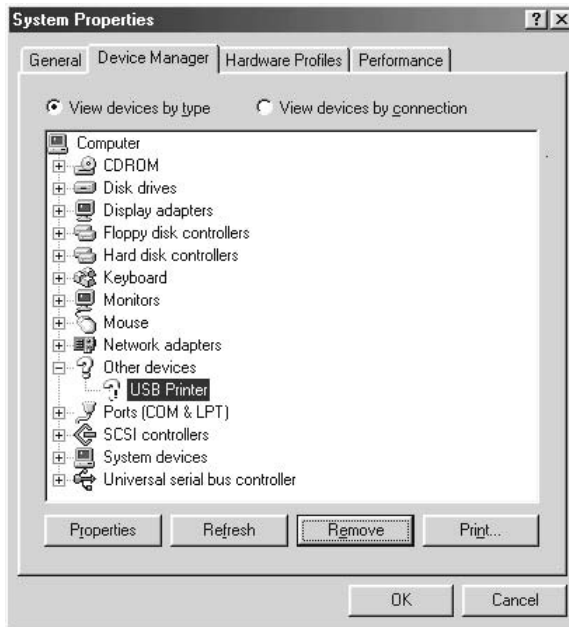 System Properties
General Device Manager Hardware Profiles Performance
View devices by type View devices by connection
Computer
CDROM
Disk drives
Display adapters
Floppy disk controllers
Hard disk controllers
Keyboard
Monitors
Mouse
Network adapters
Other devices
USB Printer
Ports (COM & LPT)
SCSI controllers
System devices
Universal serial bus controller
Properties Refresh Remove Print...
OK Cancel